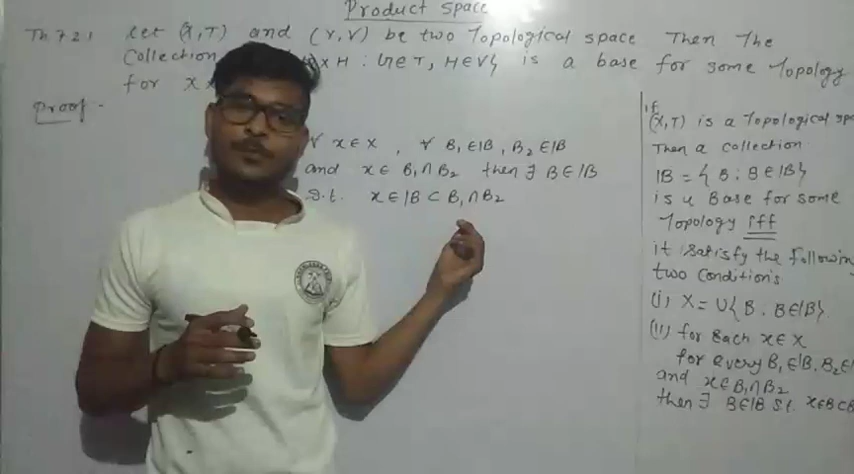 Product space
Th 7.2.1 Let (X,T) and (Y,V) be two Topological space Then The
Collection × H : G∈T, H∈V} is a base for some Topology
for X ×
Proof -
∀ x∈X , ∀ B₁∈IB, B₂∈IB
and x∈ B₁∩B₂ then ∃ B∈IB
S.t. x∈IB ⊂ B₁∩B₂
If
(X,T) is a Topological spa
Then a collection
IB = { B : B∈IB}
is a Base for some
Topology iff
it satisfy the followin
two condition's
(i) X = ∪{ B . B∈IB}
(ii) for Each x∈X
for every B₁∈IB, B₂∈
and x∈B₁∩B₂
then ∃ B∈IB S.t. x∈B⊂B